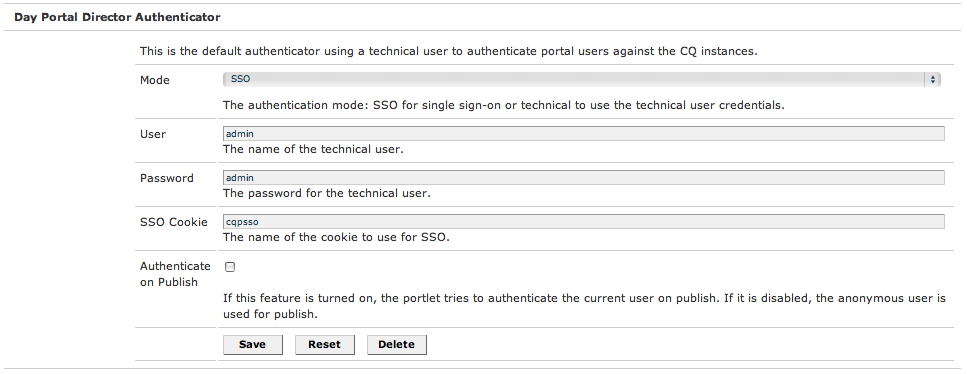 Day Portal Director Authenticator
This is the default authenticator using a technical user to authenticate portal users against the CQ instances.
Mode
SSO
The authentication mode: SSO for single sign-on or technical to use the technical user credentials.
User
admin
The name of the technical user.
Password
admin
The password for the technical user.
SSO Cookie
cqpsso
The name of the cookie to use for SSO.
Authenticate
on Publish
If this feature is turned on, the portlet tries to authenticate the current user on publish. If it is disabled, the anonymous user is
used for publish.
Save Reset Delete